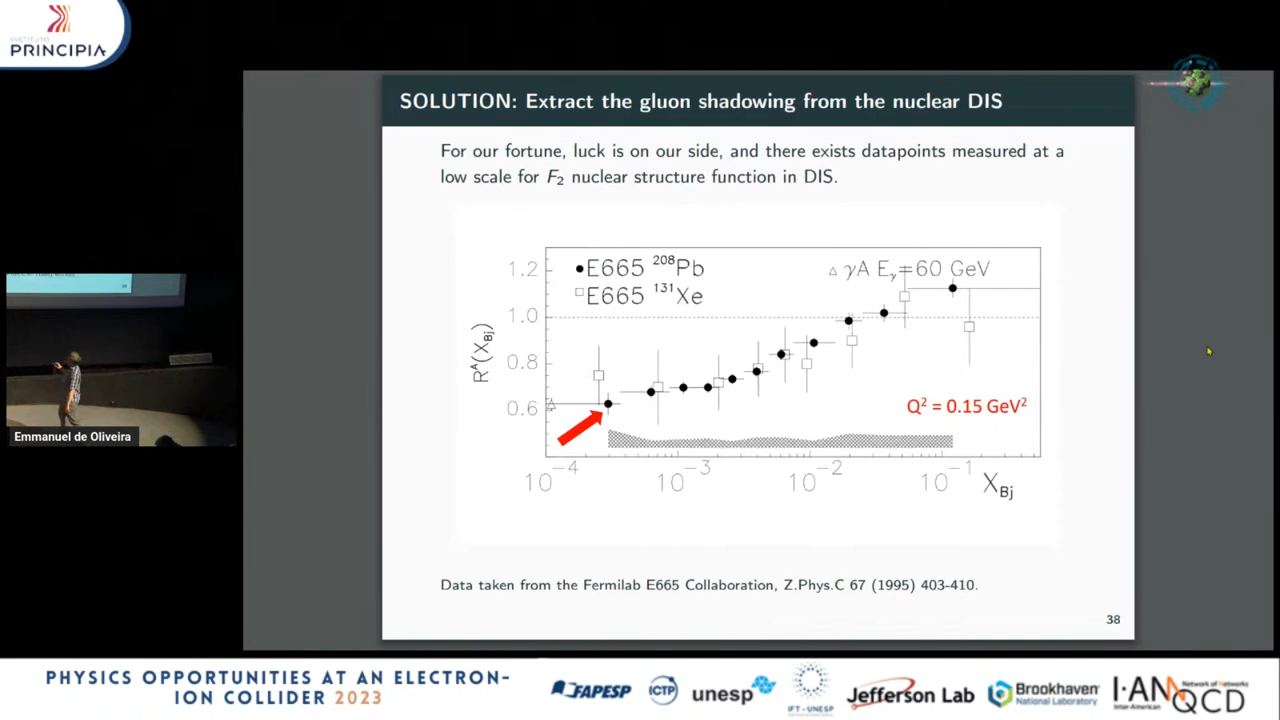 INSTITUTO
PRINCIPIA
SOLUTION: Extract the gluon shadowing from the nuclear DIS
For our fortune, luck is on our side, and there exists datapoints measured at a
low scale for F₂ nuclear structure function in DIS.
1.2
1.0
0.8
0.6
Rᴬ(X_Bj)
● E665 ²⁰⁸Pb
□ E665 ¹³¹Xe
△ γA E_γ=60 GeV
Q² = 0.15 GeV²
10⁻⁴ 10⁻³ 10⁻² 10⁻¹ X_Bj
Data taken from the Fermilab E665 Collaboration, Z.Phys.C 67 (1995) 403-410.
38
Emmanuel de Oliveira
PHYSICS OPPORTUNITIES AT AN ELECTRON-
ION COLLIDER 2023
FAPESP
ICTP
unesp
IFT - UNESP
Jefferson Lab
Brookhaven
National Laboratory
I·ANQCD
Inter-American
Network of Networks